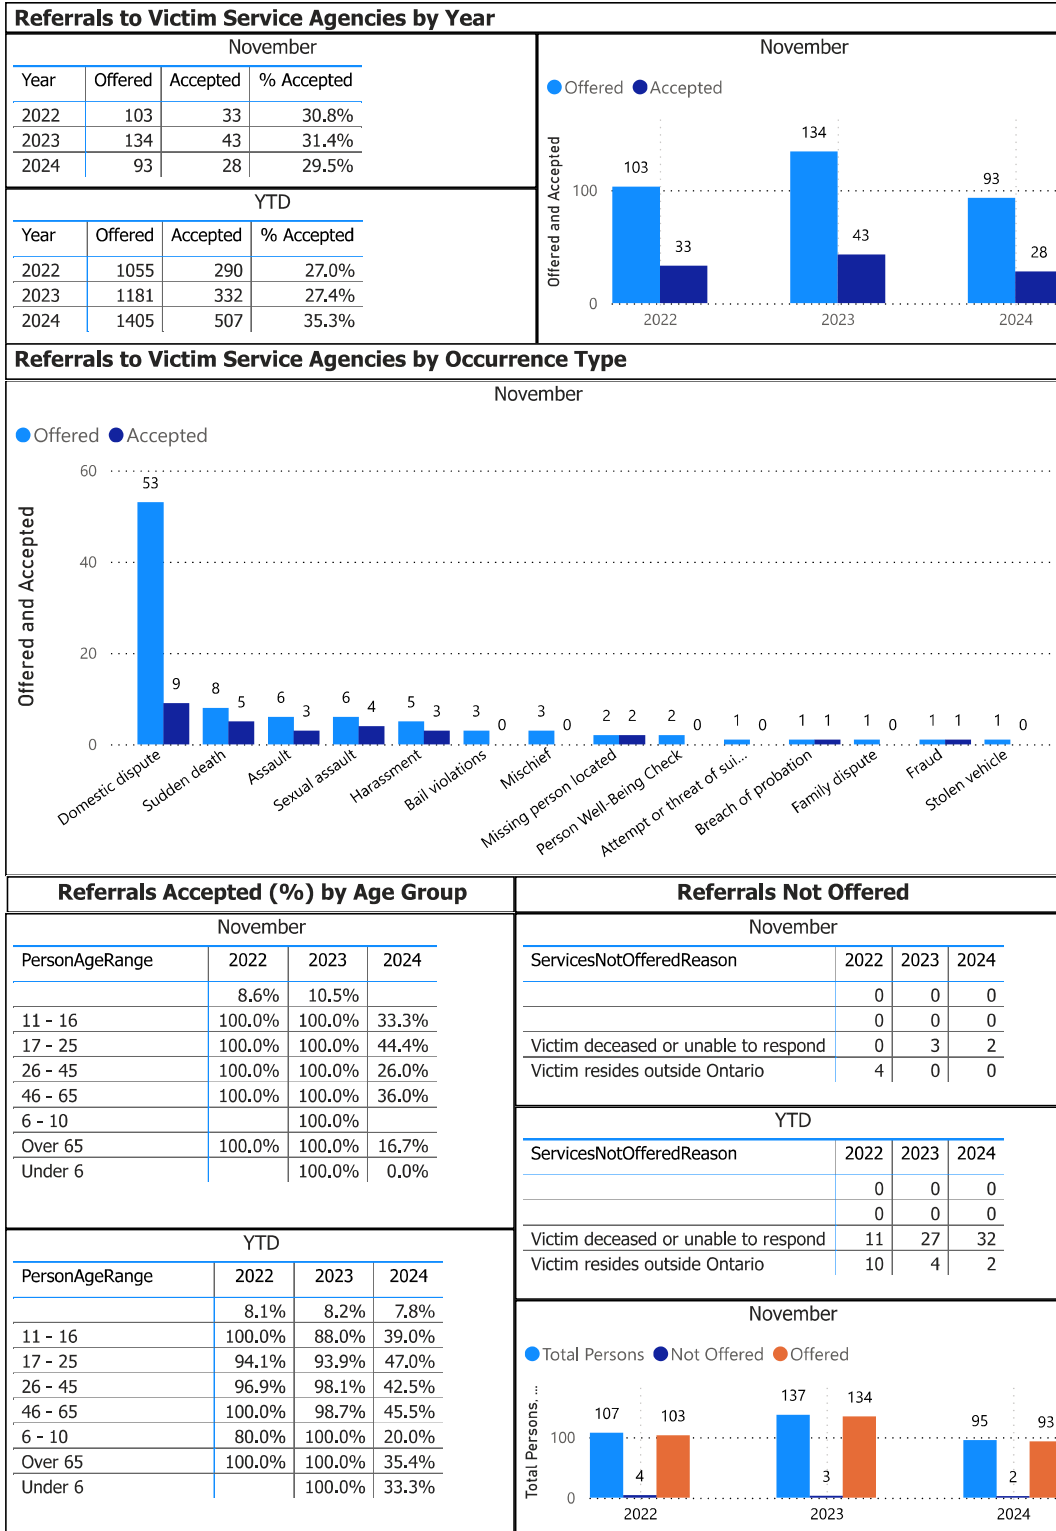 Referrals to Victim Service Agencies by Year
November
Year Offered Accepted % Accepted
2022 103 33 30.8%
2023 134 43 31.4%
2024 93 28 29.5%
YTD
Year Offered Accepted % Accepted
2022 1055 290 27.0%
2023 1181 332 27.4%
2024 1405 507 35.3%
November
Offered Accepted
Offered and Accepted
100
0
103 33 134 43 93 28
2022 2023 2024
Referrals to Victim Service Agencies by Occurrence Type
November
Offered Accepted
Offered and Accepted
60
40
20
0
53 9 8 5 6 3 6 4 5 3 3 0 3 0 2 2 2 0 1 0 1 1 1 0 1 1 1 0
Domestic dispute
Sudden death
Assault
Sexual assault
Harassment
Bail violations
Mischief
Missing person located
Person Well-Being Check
Attempt or threat of sui...
Breach of probation
Family dispute
Fraud
Stolen vehicle
Referrals Accepted (%) by Age Group
November
PersonAgeRange 2022 2023 2024
8.6% 10.5%
11 - 16 100.0% 100.0% 33.3%
17 - 25 100.0% 100.0% 44.4%
26 - 45 100.0% 100.0% 26.0%
46 - 65 100.0% 100.0% 36.0%
6 - 10 100.0%
Over 65 100.0% 100.0% 16.7%
Under 6 100.0% 0.0%
YTD
PersonAgeRange 2022 2023 2024
8.1% 8.2% 7.8%
11 - 16 100.0% 88.0% 39.0%
17 - 25 94.1% 93.9% 47.0%
26 - 45 96.9% 98.1% 42.5%
46 - 65 100.0% 98.7% 45.5%
6 - 10 80.0% 100.0% 20.0%
Over 65 100.0% 100.0% 35.4%
Under 6 100.0% 33.3%
Referrals Not Offered
November
ServicesNotOfferedReason 2022 2023 2024
0 0 0
0 0 0
Victim deceased or unable to respond 0 3 2
Victim resides outside Ontario 4 0 0
YTD
ServicesNotOfferedReason 2022 2023 2024
0 0 0
0 0 0
Victim deceased or unable to respond 11 27 32
Victim resides outside Ontario 10 4 2
November
Total Persons Not Offered Offered
Total Persons, ...
100
0
107 4 103 137 3 134 95 2 93
2022 2023 2024